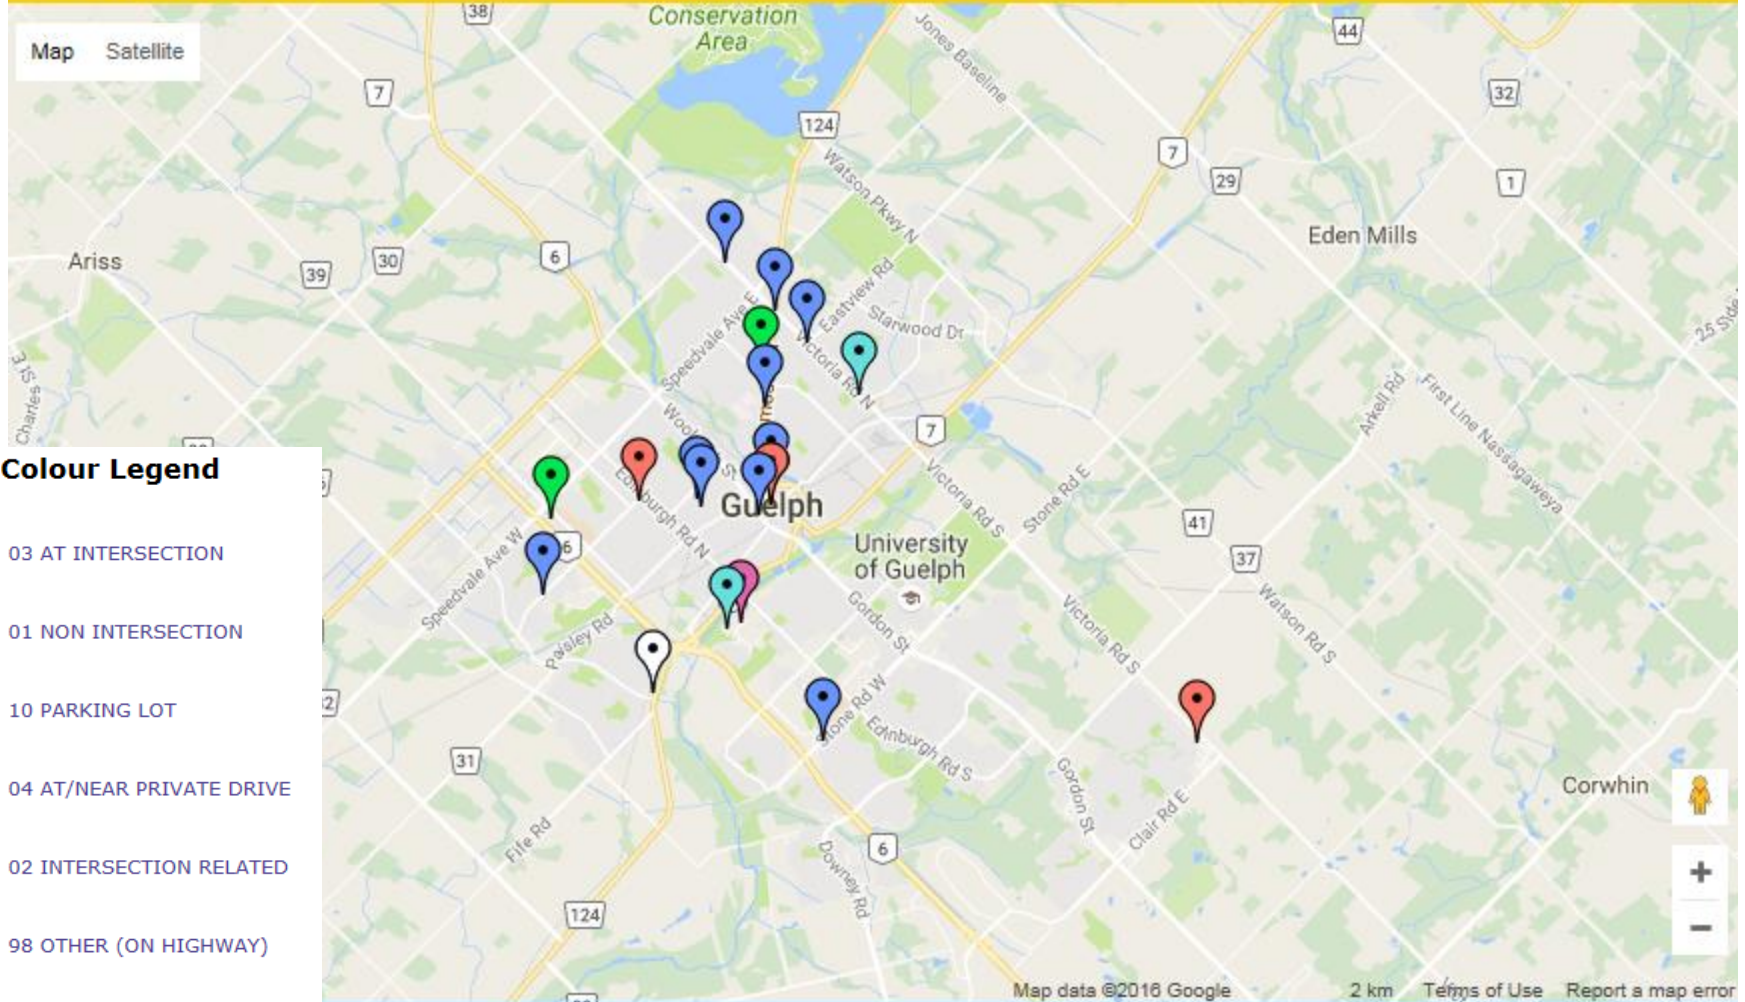 38
Conservation
Area
Jones Baseline
44
Map Satellite
7
32
124
7
Watson Pkwy N
29
1
Eden Mills
Ariss
6
30
39
Eastview Rd
Speedvale Ave E
Starwood Dr
Victoria Rd N
Arkell Rd
First Line Nassagaweya
7
Colour Legend
Edinburgh Rd N
Guelph
Victoria Rd S
Stone Rd E
41
03 AT INTERSECTION
Speedvale Ave W
6
University
of Guelph
37
01 NON INTERSECTION
Paisley Rd
Gordon St
Victoria Rd S
Watson Rd S
10 PARKING LOT
Stone Rd W
Edinburgh Rd S
31
04 AT/NEAR PRIVATE DRIVE
Gordon St
Corwhin
Clair Rd E
Fife Rd
6
02 INTERSECTION RELATED
Downey Rd
124
98 OTHER (ON HIGHWAY)
Map data ©2016 Google 2 km Terms of Use Report a map error